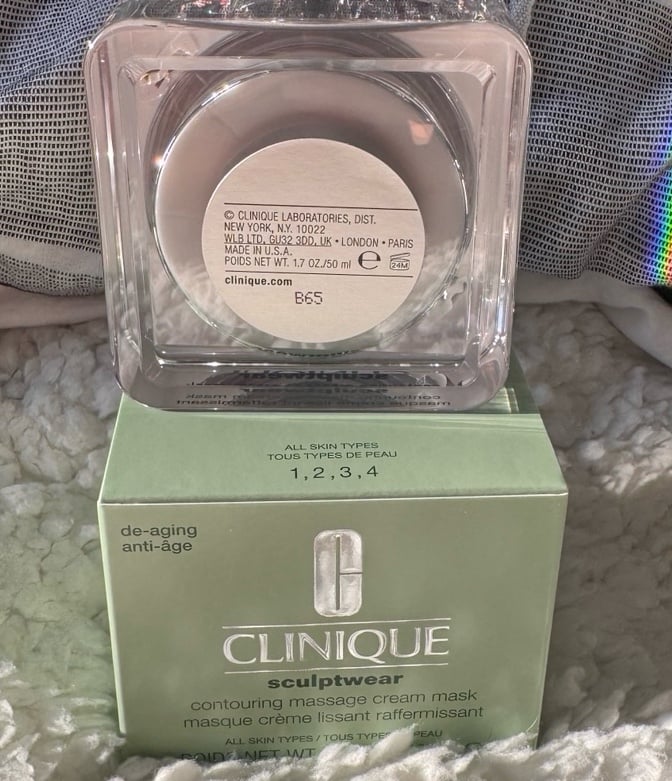 © CLINIQUE LABORATORIES, DIST.
NEW YORK, N.Y. 10022
WLB LTD, GU32 3DD, UK • LONDON • PARIS
MADE IN U.S.A.
POIDS NET WT. 1.7 OZ./50 ml ℮ 24M
clinique.com
B65
ALL SKIN TYPES
TOUS TYPES DE PEAU
1,2,3,4
de-aging
anti-âge
C
CLINIQUE
sculptwear
contouring massage cream mask
masque crème lissant raffermissant
ALL SKIN TYPES / TOUS TYPES PEAU
POIDS NET WT